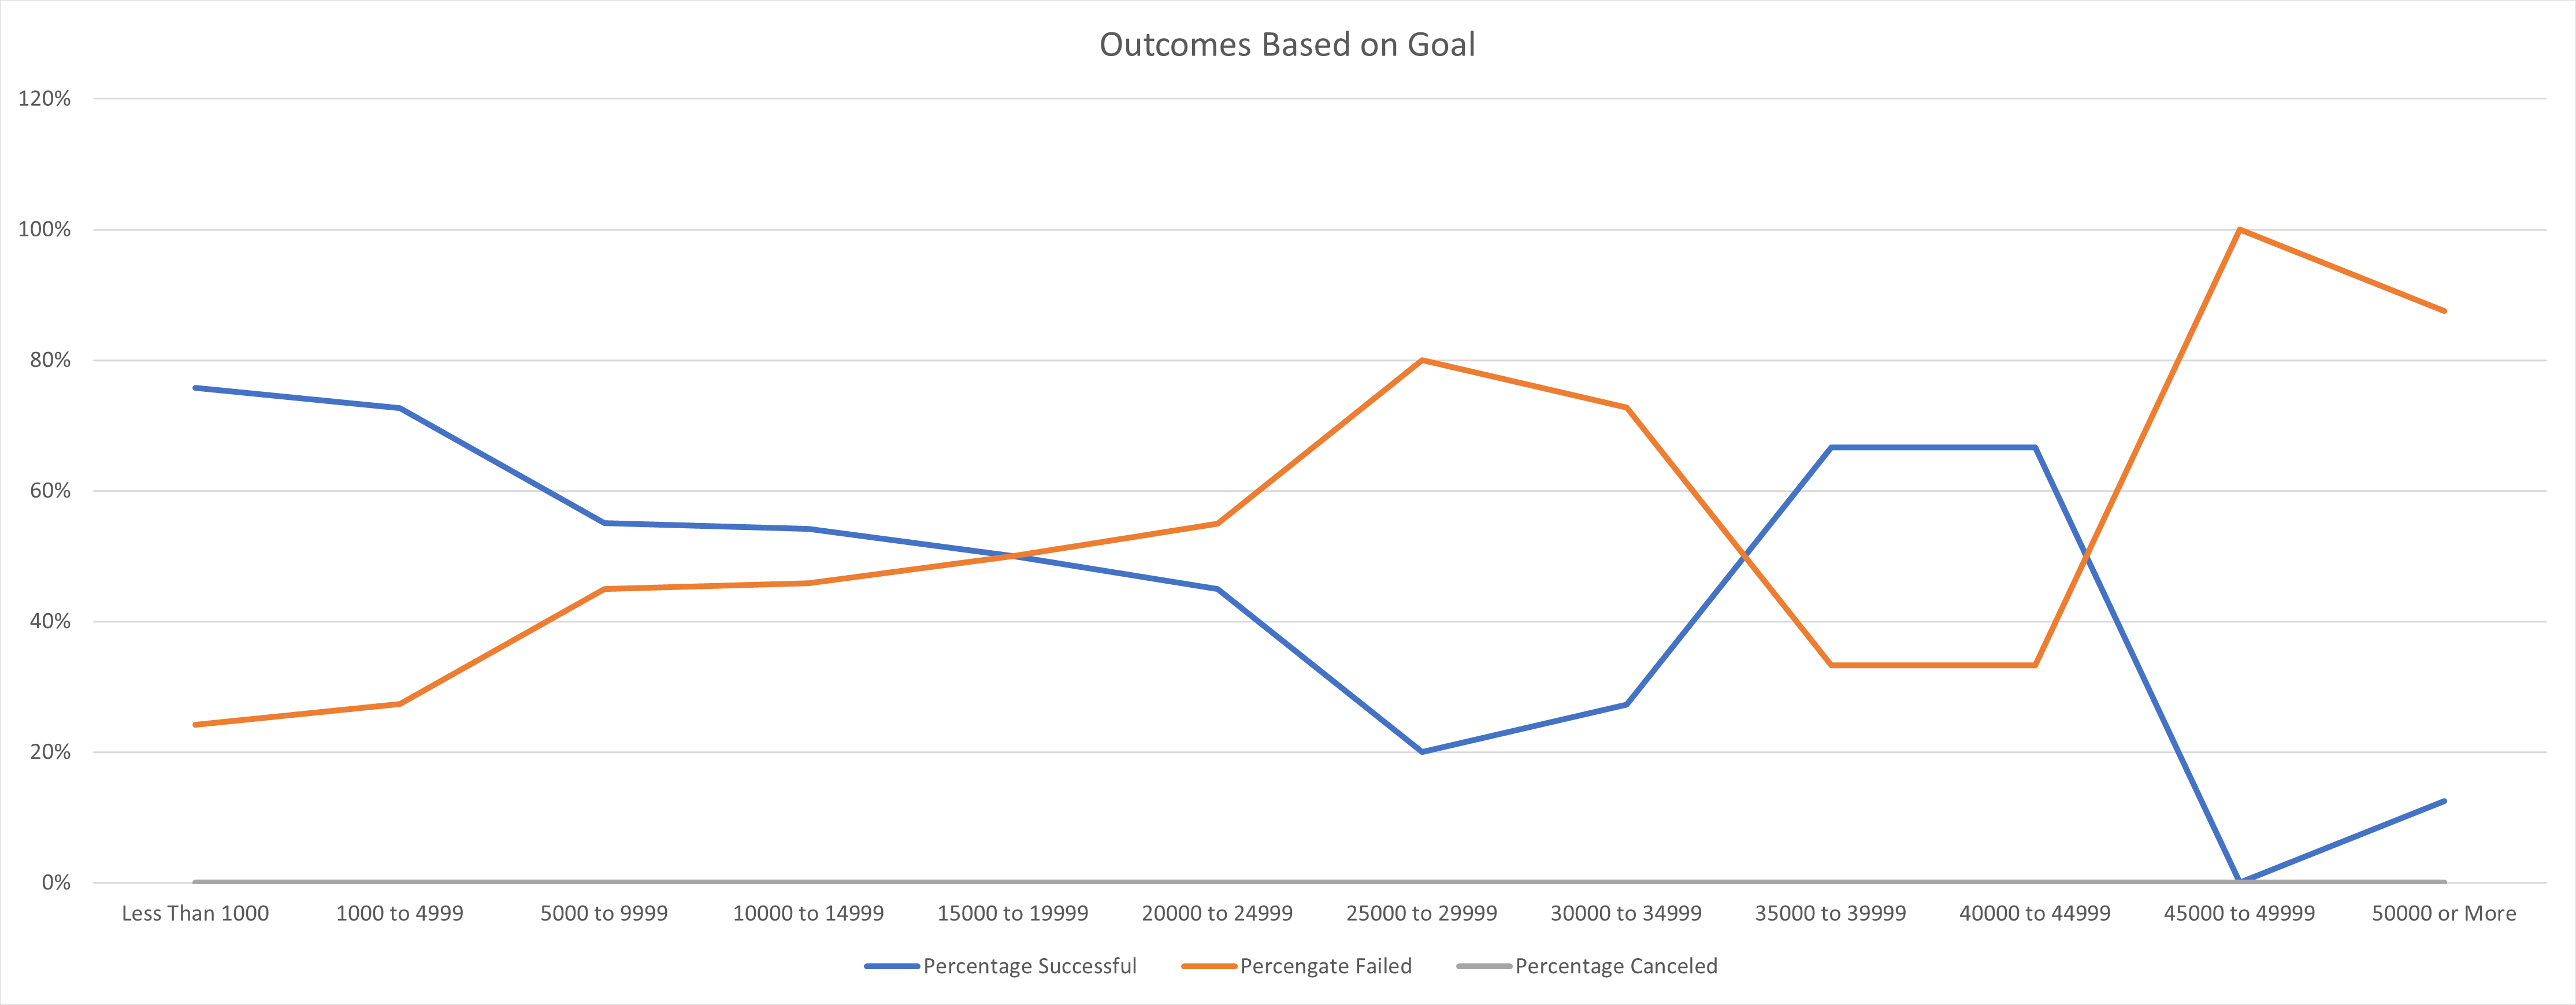 Outcomes Based on Goal
120%
100%
80%
60%
40%
20%
0%
Less Than 1000 1000 to 4999 5000 to 9999 10000 to 14999 15000 to 19999 20000 to 24999 25000 to 29999 30000 to 34999 35000 to 39999 40000 to 44999 45000 to 49999 50000 or More
Percentage Successful Percengate Failed Percentage Canceled